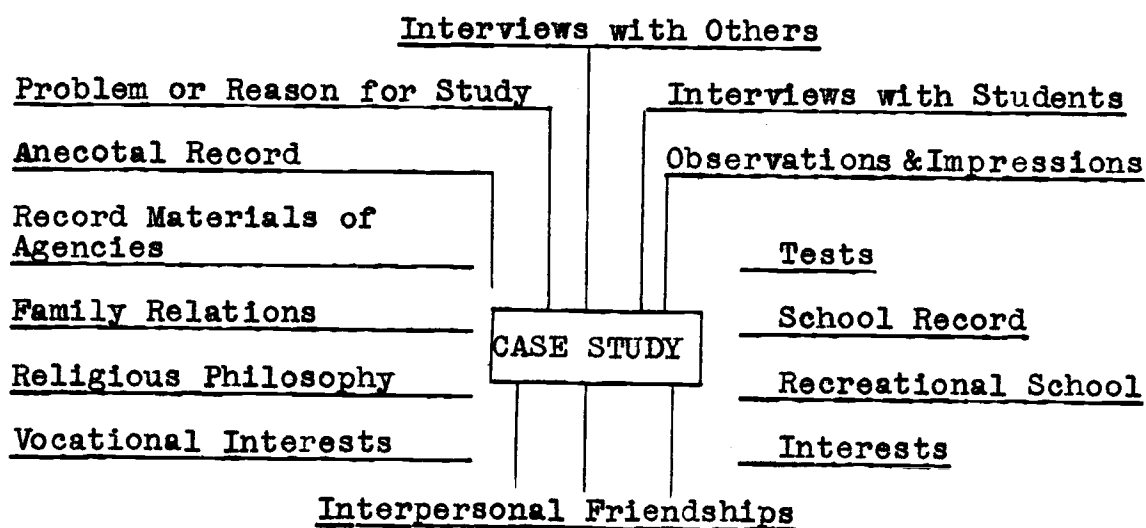 Interviews with Others
Problem or Reason for Study
Interviews with Students
Anecotal Record
Observations & Impressions
Record Materials of
Agencies
Tests
Family Relations
School Record
CASE STUDY
Religious Philosophy
Recreational School
Vocational Interests
Interests
Interpersonal Friendships